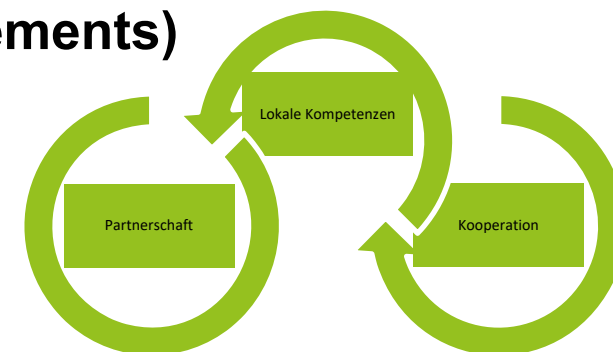 ements)
Lokale Kompetenzen
Partnerschaft
Kooperation